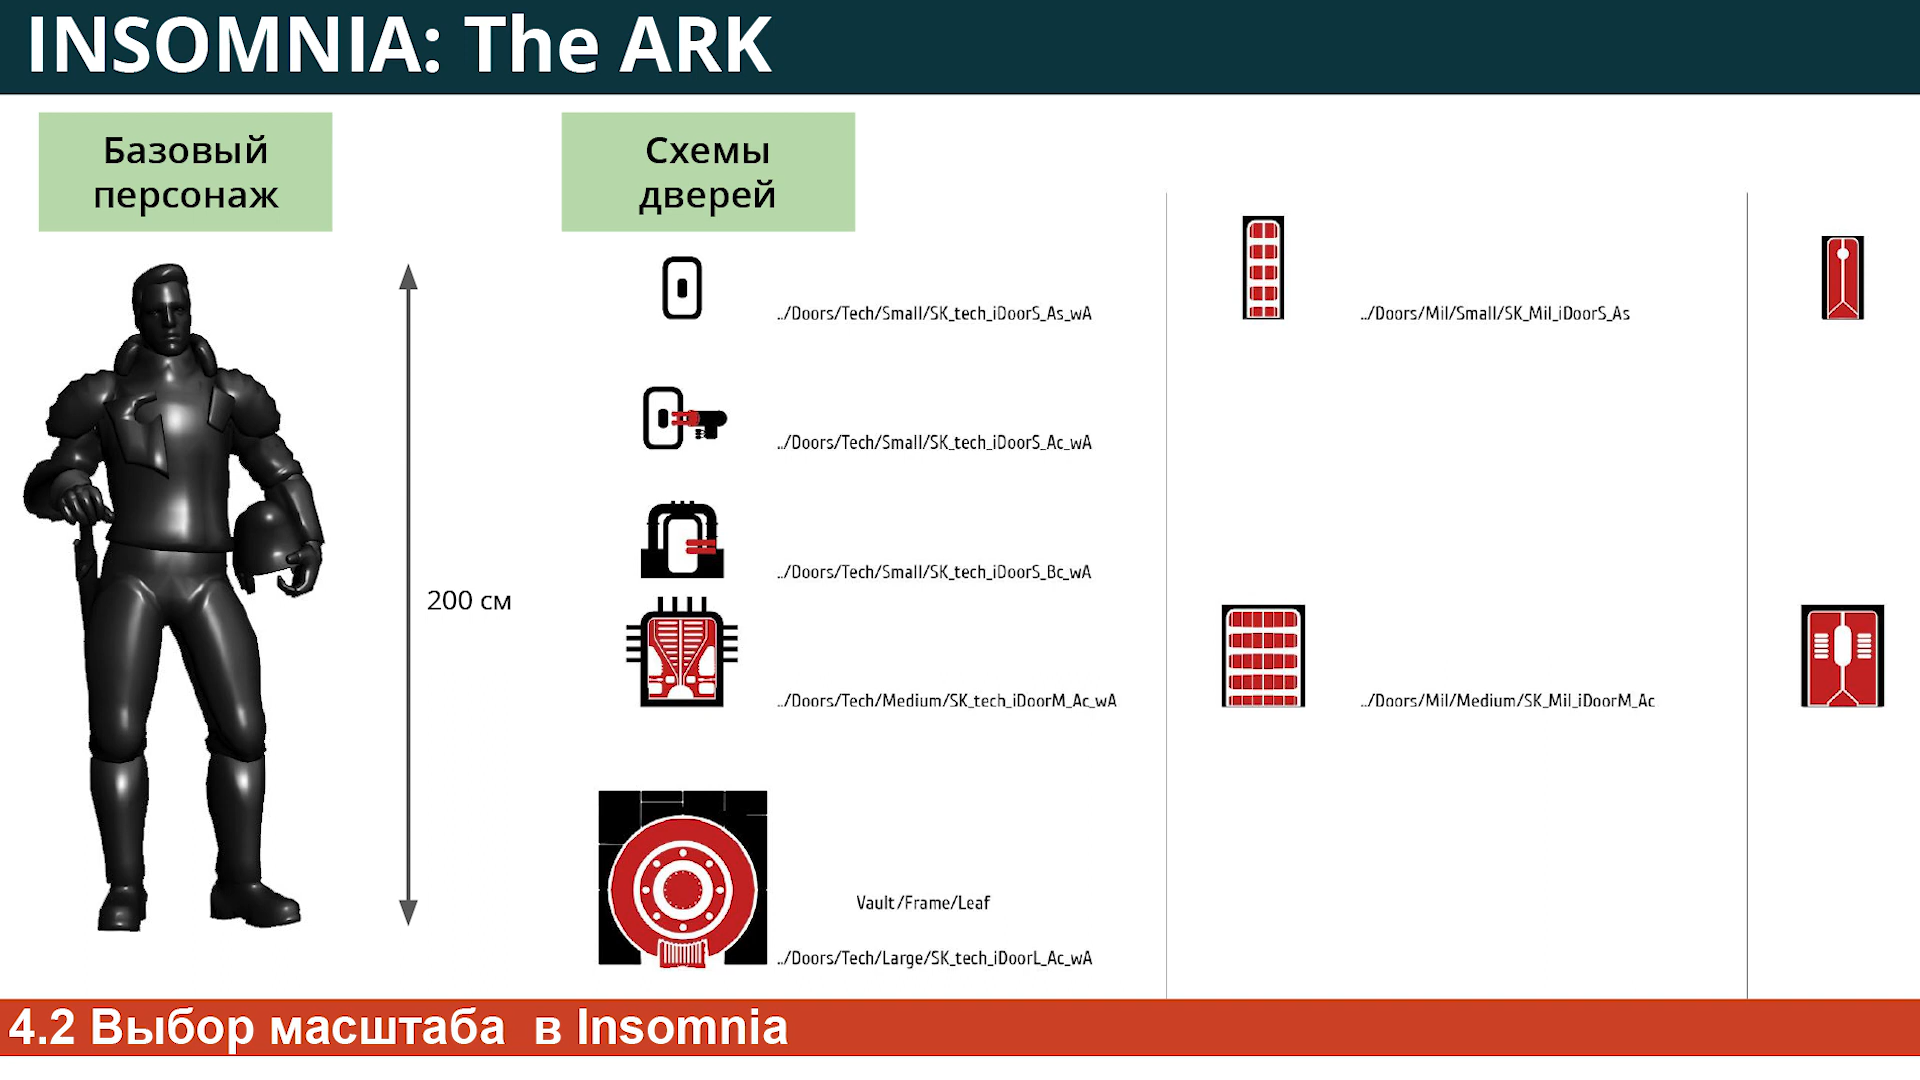 INSOMNIA: The ARK
Базовый
персонаж
Схемы
дверей
200 см
../Doors/Tech/Small/SK_tech_iDoorS_As_wA
../Doors/Mil/Small/SK_Mil_iDoorS_As
../Doors/Tech/Small/SK_tech_iDoorS_Ac_wA
../Doors/Tech/Small/SK_tech_iDoorS_Bc_wA
../Doors/Tech/Medium/SK_tech_iDoorM_Ac_wA
../Doors/Mil/Medium/SK_Mil_iDoorM_Ac
Vault/Frame/Leaf
../Doors/Tech/Large/SK_tech_iDoorL_Ac_wA
4.2 Выбор масштаба в Insomnia